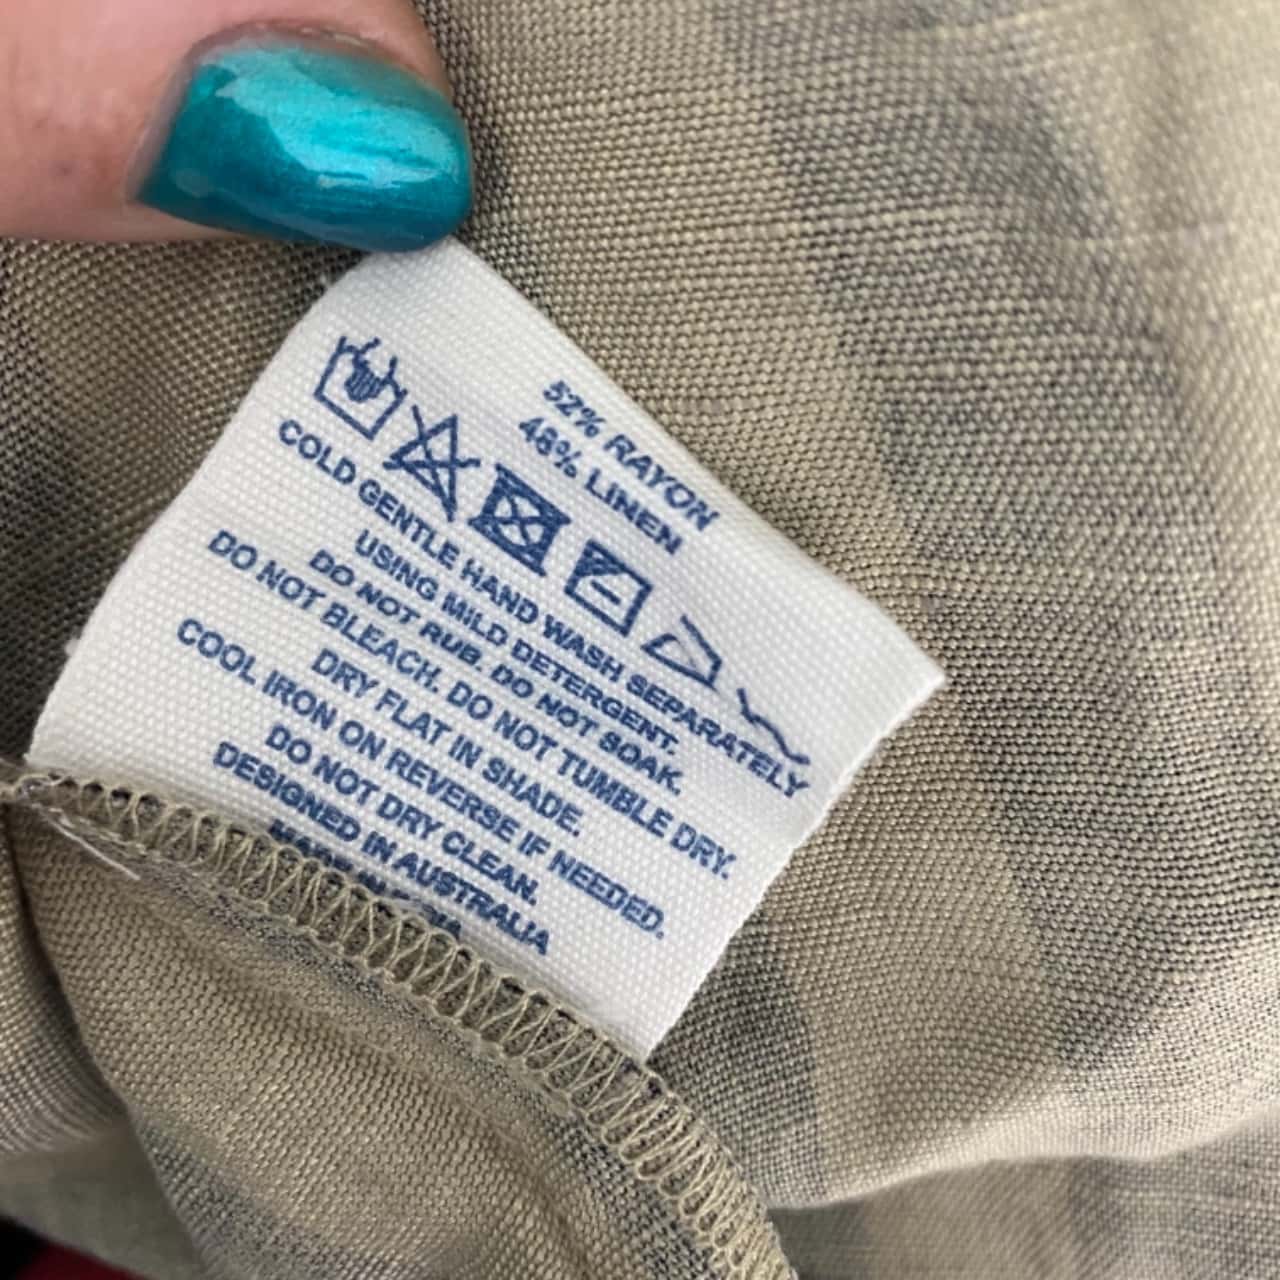 52% RAYON
48% LINEN
COLD GENTLE HAND WASH SEPARATELY
USING MILD DETERGENT.
DO NOT RUB. DO NOT SOAK.
DO NOT BLEACH. DO NOT TUMBLE DRY.
DRY FLAT IN SHADE.
COOL IRON ON REVERSE IF NEEDED.
DO NOT DRY CLEAN.
DESIGNED IN AUSTRALIA
MADE IN